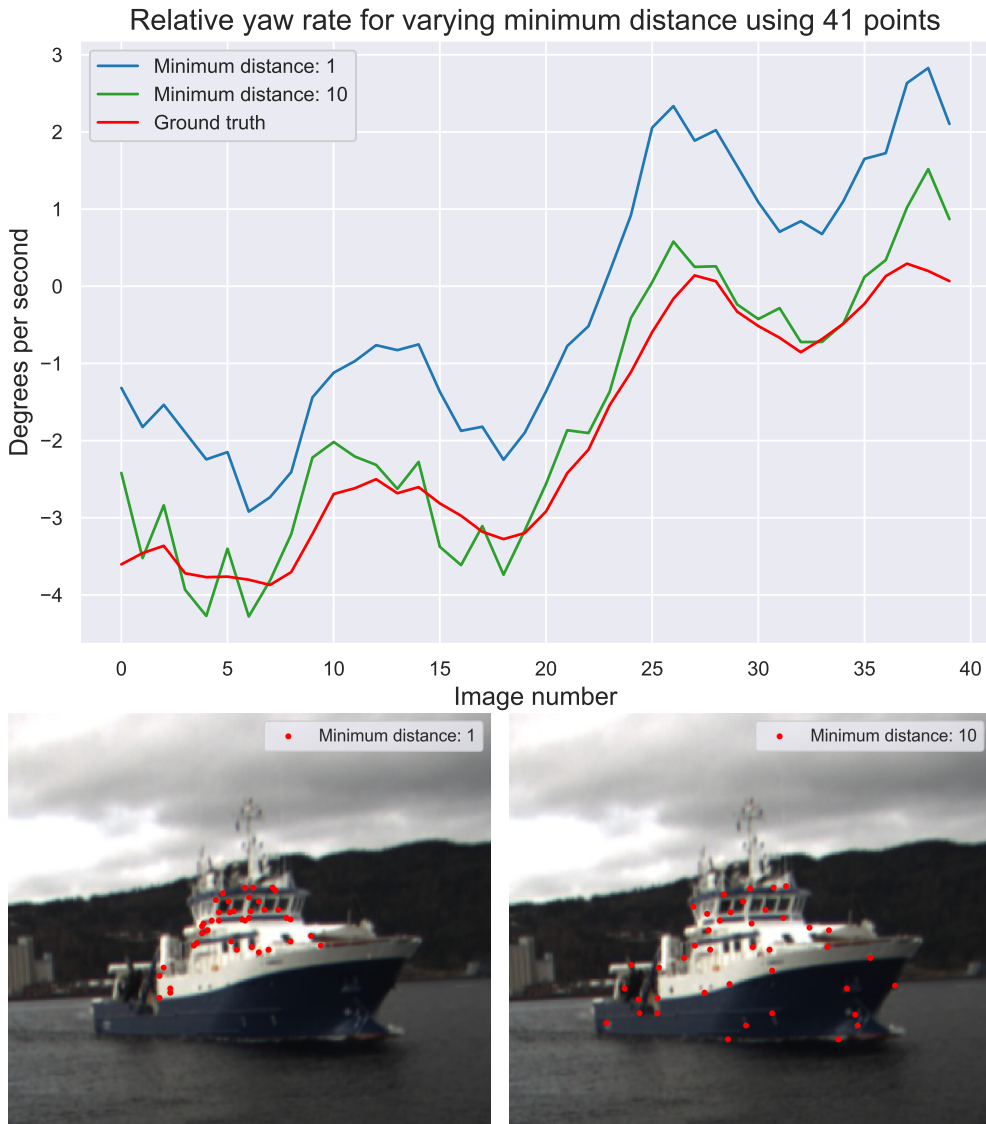 Relative yaw rate for varying minimum distance using 41 points
Minimum distance: 1
Minimum distance: 10
Ground truth
3
2
1
0
−1
−2
−3
−4
Degrees per second
0 5 10 15 20 25 30 35 40
Image number
Minimum distance: 1
Minimum distance: 10